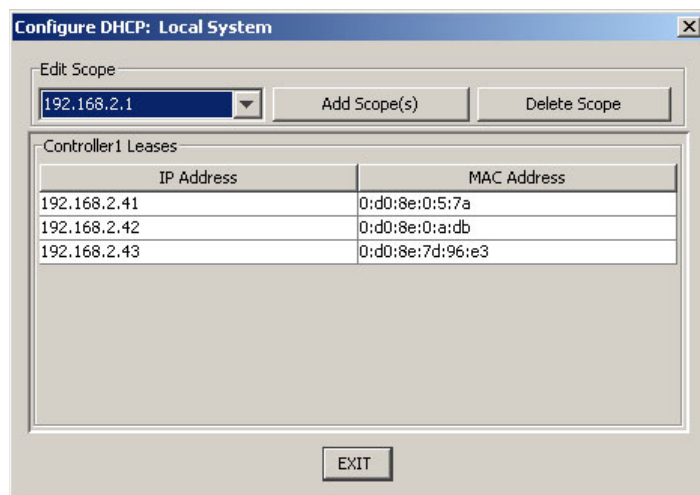 Configure DHCP: Local System
Edit Scope
192.168.2.1 Add Scope(s) Delete Scope
Controller1 Leases
IP Address MAC Address
192.168.2.41 0:d0:8e:0:5:7a
192.168.2.42 0:d0:8e:0:a:db
192.168.2.43 0:d0:8e:7d:96:e3
EXIT